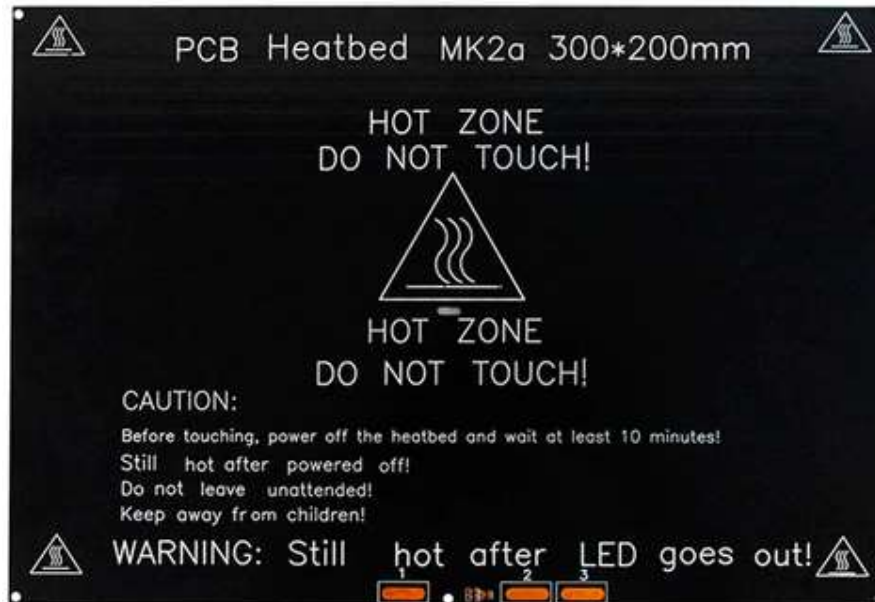 PCB Heatbed MK2a 300*200mm
HOT ZONE
DO NOT TOUCH!
HOT ZONE
DO NOT TOUCH!
CAUTION:
Before touching, power off the heatbed and wait at least 10 minutes!
Still hot after powered off!
Do not leave unattended!
Keep away from children!
WARNING: Still hot after LED goes out!
1 2 3